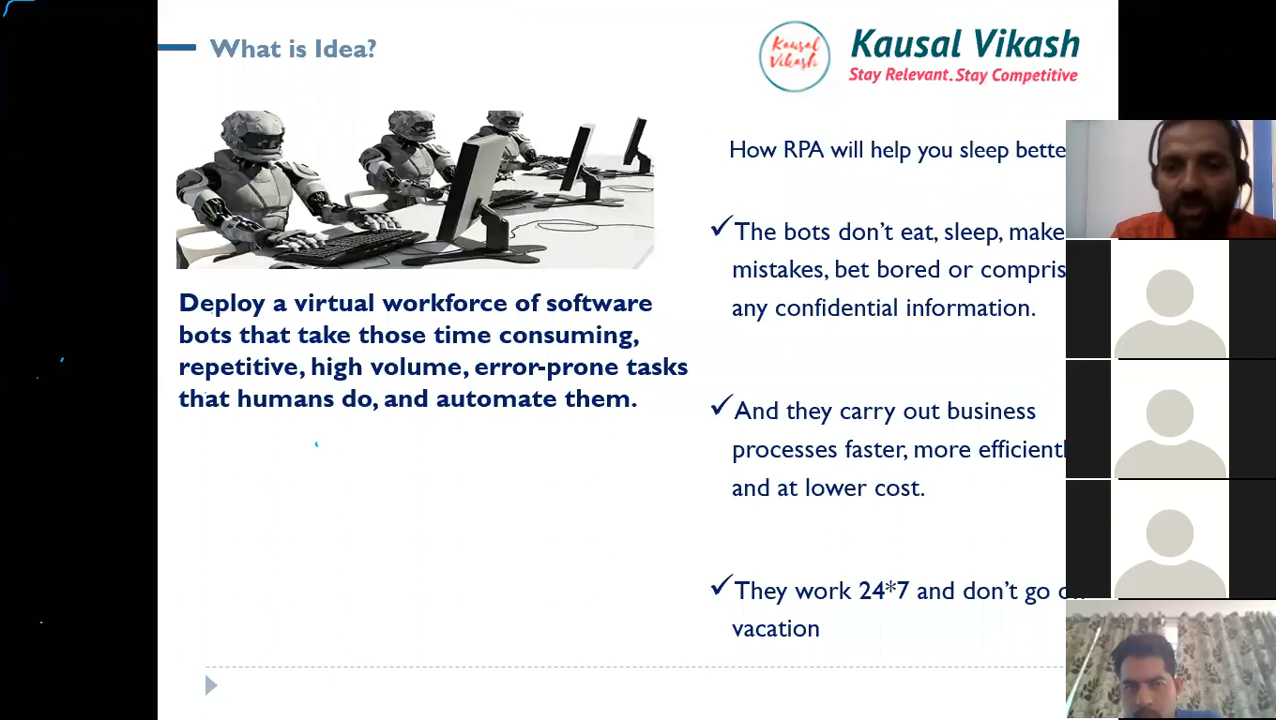 What is Idea?
Kausal
Vikash
Kausal Vikash
Stay Relevant. Stay Competitive
Deploy a virtual workforce of software
bots that take those time consuming,
repetitive, high volume, error-prone tasks
that humans do, and automate them.
How RPA will help you sleep bette
The bots don’t eat, sleep, make
mistakes, bet bored or compris
any confidential information.
And they carry out business
processes faster, more efficient
and at lower cost.
They work 24*7 and don’t go
vacation